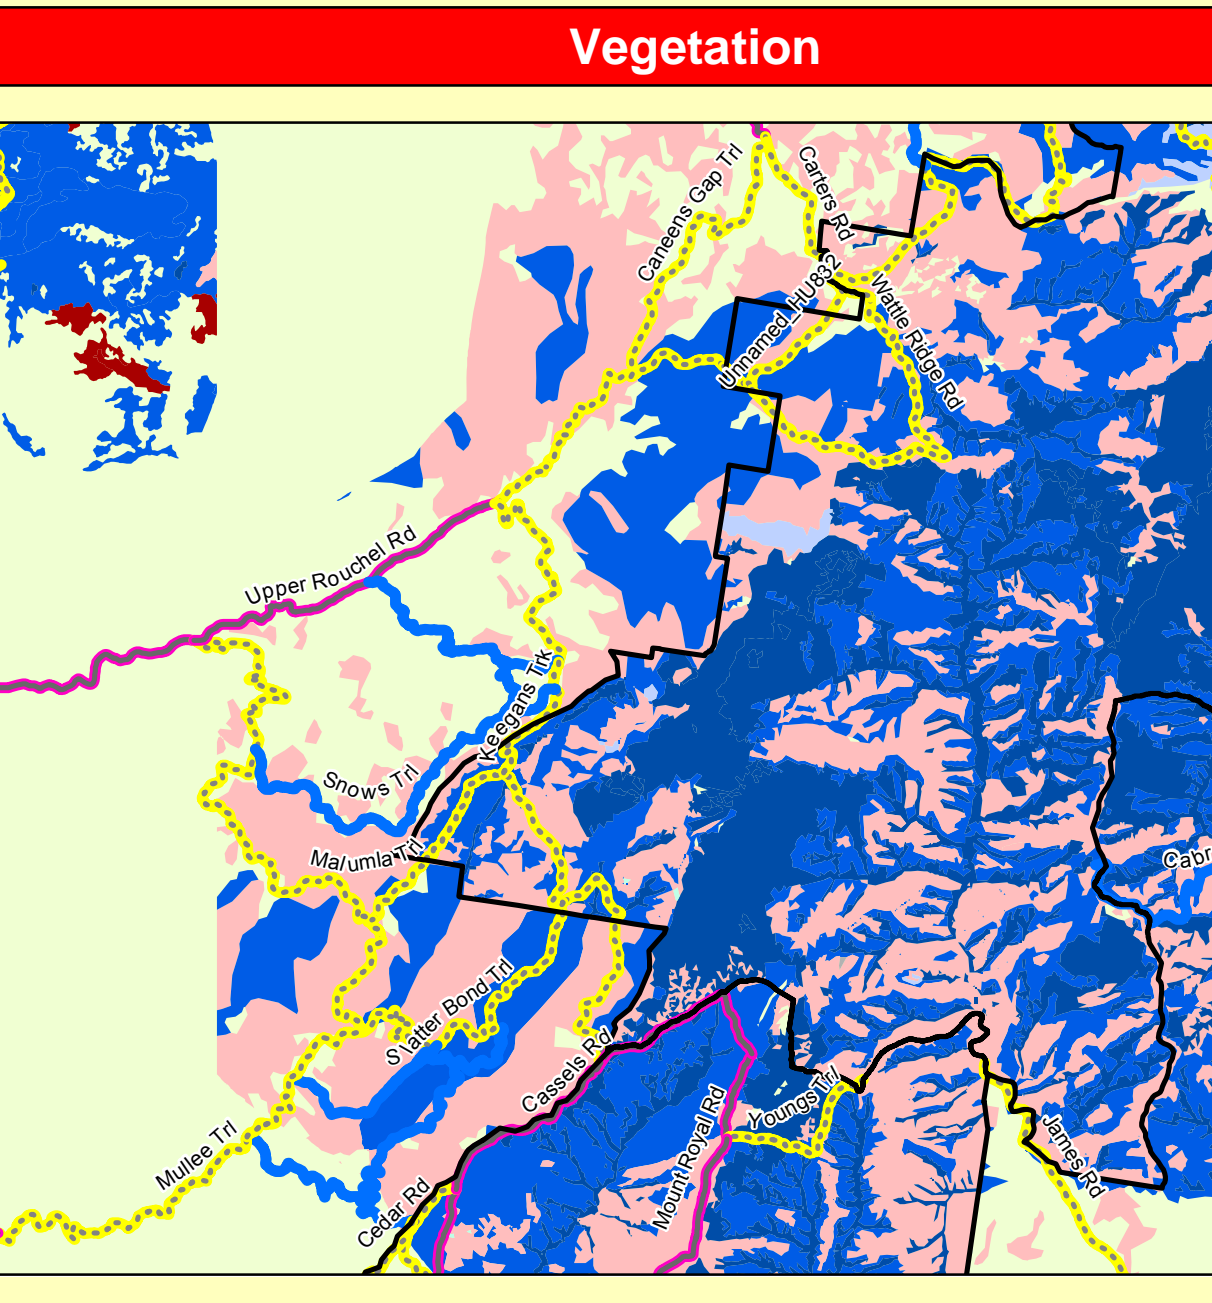 Vegetation
Caneens Gap Trl
Carters Rd
Unnamed_HU832
Wattle Ridge Rd
Upper Rouchel Rd
Keegans Trk
Snows Trl
Malumla Trl
Cabr
Slatter Bond Trl
Cassels Rd
Youngs Trl
Mount Royal Rd
James Rd
Mullee Trl
Cedar Rd